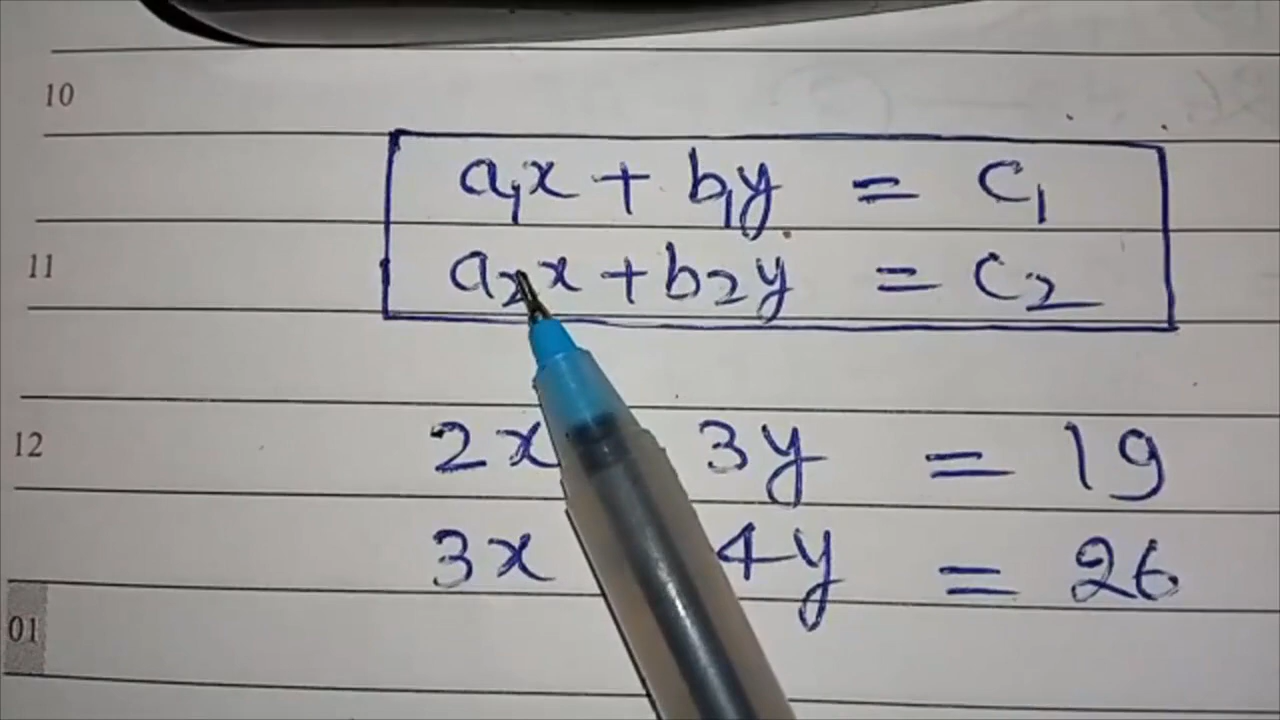 10
a₁x + b₁y = c₁
11
a₂x + b₂y = c₂
12
2x 3y = 19
3x 4y = 26
01